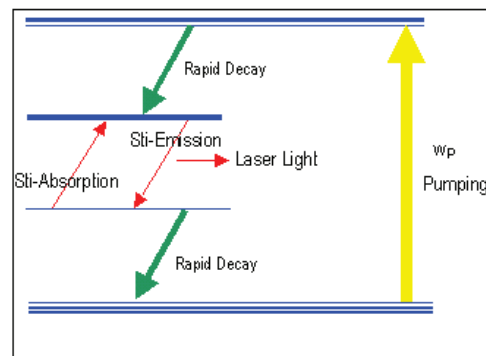 Rapid Decay
Sti-Emission
Laser Light
Sti-Absorption
wp
Pumping
Rapid Decay